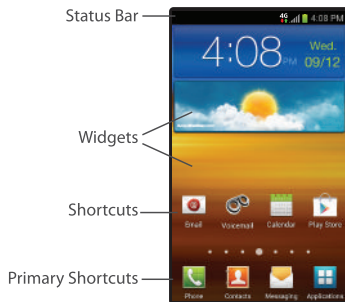 Status Bar
4G 4:08 PM
4:08 PM
Wed.
09/12
Widgets
Shortcuts
Email Voicemail Calendar Play Store
Primary Shortcuts
Phone Contacts Messaging Applications